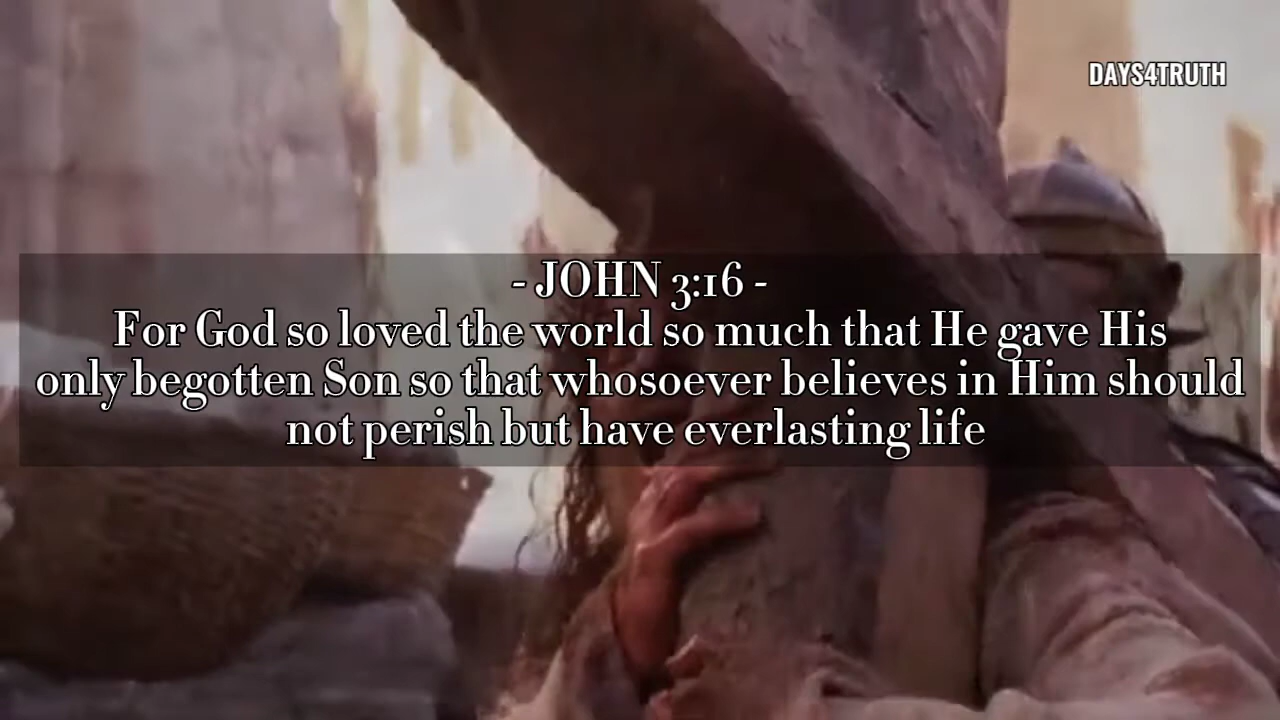 DAYS4TRUTH
- JOHN 3:16 -
For God so loved the world so much that He gave His
only begotten Son so that whosoever believes in Him should
not perish but have everlasting life